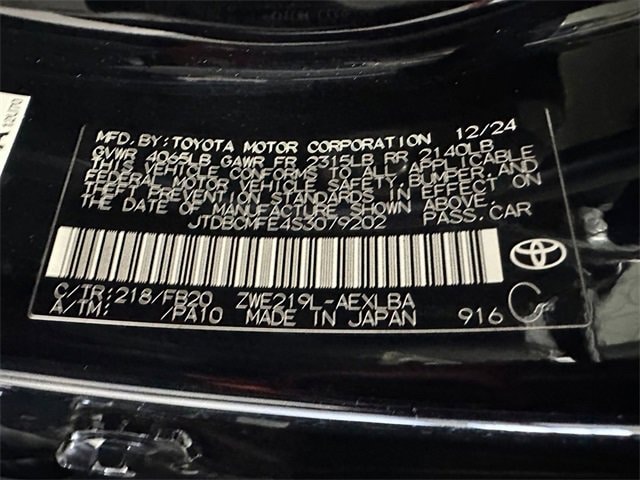 MFD. BY: TOYOTA MOTOR CORPORATION 12/24
GVWR 4065LB GAWR FR 2315LB RR 2140LB
THIS VEHICLE CONFORMS TO ALL APPLICABLE
FEDERAL MOTOR VEHICLE SAFETY, BUMPER, AND
THEFT PREVENTION STANDARDS IN EFFECT ON
THE DATE OF MANUFACTURE SHOWN ABOVE.
JTDBCMFE4S3079202 PASS. CAR
C/TR: 218/FB20 ZWE219L-AEXLBA
A/TM: /PA10 MADE IN JAPAN 916 C